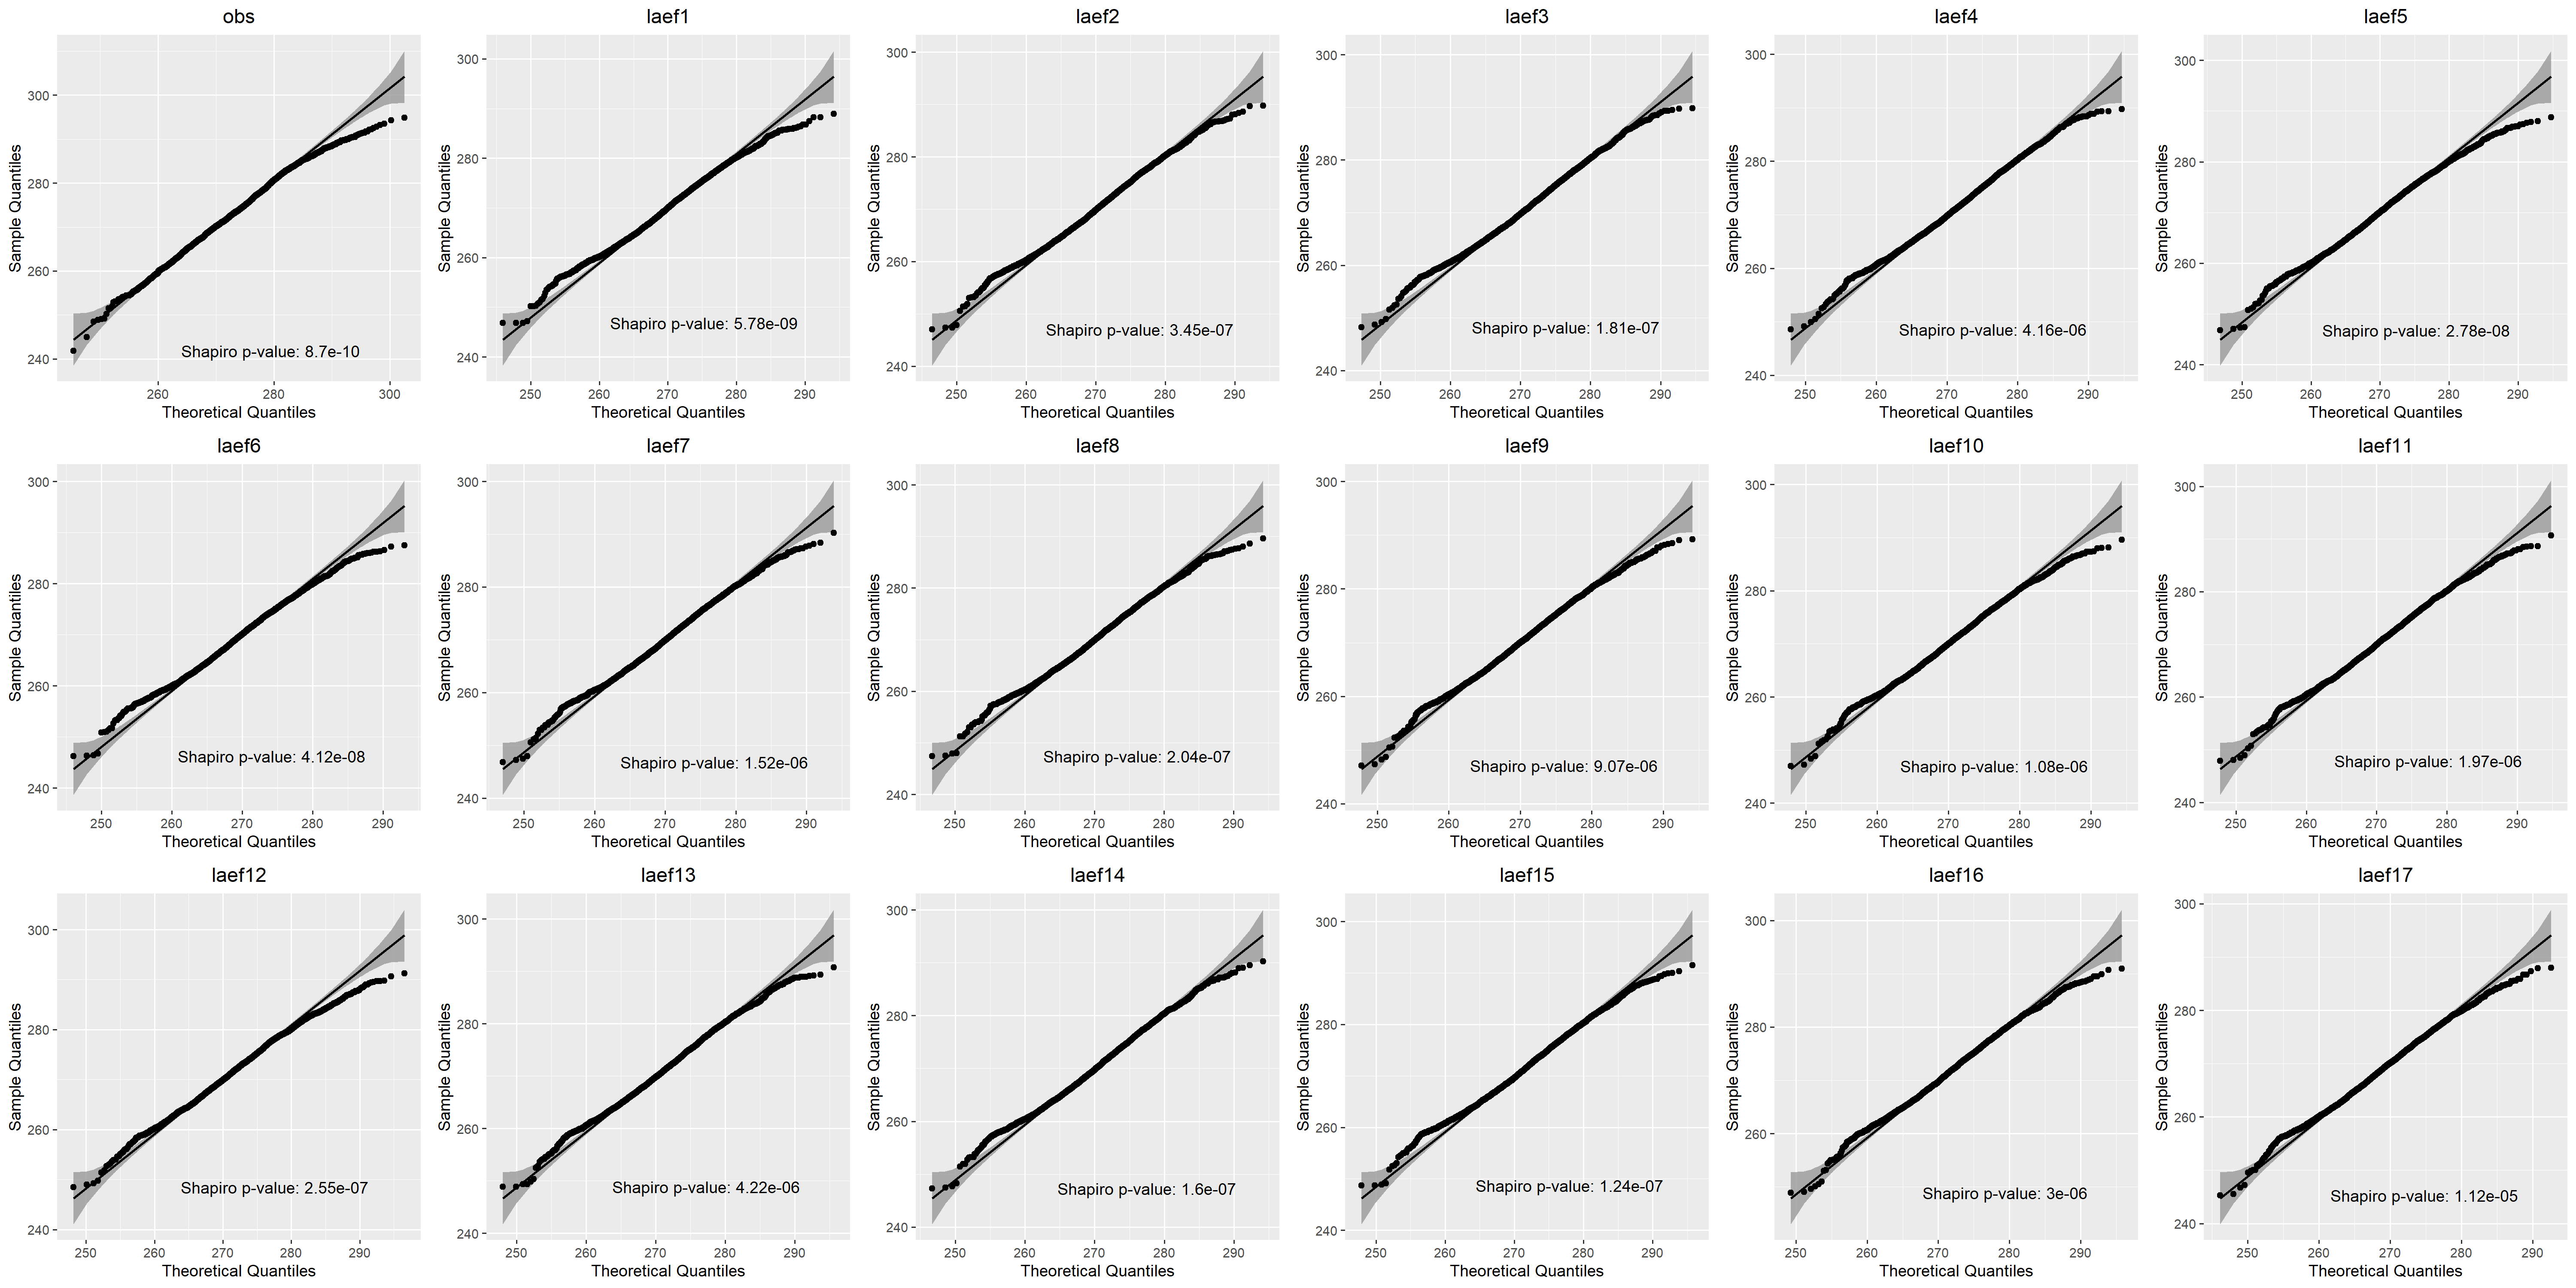 obs
Sample Quantiles
300
280
260
240
Shapiro p-value: 8.7e-10
260 280 300
Theoretical Quantiles
laef1
Sample Quantiles
300
280
260
240
Shapiro p-value: 5.78e-09
250 260 270 280 290
Theoretical Quantiles
laef2
Sample Quantiles
300
280
260
240
Shapiro p-value: 3.45e-07
250 260 270 280 290
Theoretical Quantiles
laef3
Sample Quantiles
300
280
260
240
Shapiro p-value: 1.81e-07
250 260 270 280 290
Theoretical Quantiles
laef4
Sample Quantiles
300
280
260
240
Shapiro p-value: 4.16e-06
250 260 270 280 290
Theoretical Quantiles
laef5
Sample Quantiles
300
280
260
240
Shapiro p-value: 2.78e-08
250 260 270 280 290
Theoretical Quantiles
laef6
Sample Quantiles
300
280
260
240
Shapiro p-value: 4.12e-08
250 260 270 280 290
Theoretical Quantiles
laef7
Sample Quantiles
300
280
260
240
Shapiro p-value: 1.52e-06
250 260 270 280 290
Theoretical Quantiles
laef8
Sample Quantiles
300
280
260
240
Shapiro p-value: 2.04e-07
250 260 270 280 290
Theoretical Quantiles
laef9
Sample Quantiles
300
280
260
240
Shapiro p-value: 9.07e-06
250 260 270 280 290
Theoretical Quantiles
laef10
Sample Quantiles
300
280
260
240
Shapiro p-value: 1.08e-06
250 260 270 280 290
Theoretical Quantiles
laef11
Sample Quantiles
300
280
260
240
Shapiro p-value: 1.97e-06
250 260 270 280 290
Theoretical Quantiles
laef12
Sample Quantiles
300
280
260
240
Shapiro p-value: 2.55e-07
250 260 270 280 290
Theoretical Quantiles
laef13
Sample Quantiles
300
280
260
240
Shapiro p-value: 4.22e-06
250 260 270 280 290
Theoretical Quantiles
laef14
Sample Quantiles
300
280
260
240
Shapiro p-value: 1.6e-07
250 260 270 280 290
Theoretical Quantiles
laef15
Sample Quantiles
300
280
260
240
Shapiro p-value: 1.24e-07
250 260 270 280 290
Theoretical Quantiles
laef16
Sample Quantiles
300
280
260
Shapiro p-value: 3e-06
250 260 270 280 290
Theoretical Quantiles
laef17
Sample Quantiles
300
280
260
240
Shapiro p-value: 1.12e-05
250 260 270 280 290
Theoretical Quantiles